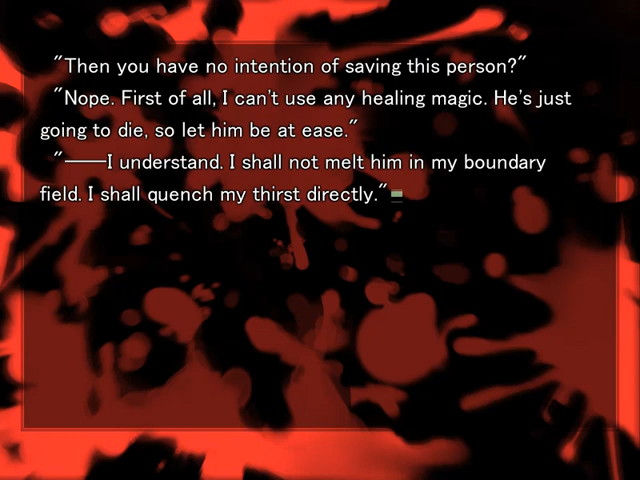 "Then you have no intention of saving this person?"
"Nope. First of all, I can't use any healing magic. He's just
going to die, so let him be at ease."
"――I understand. I shall not melt him in my boundary
field. I shall quench my thirst directly."